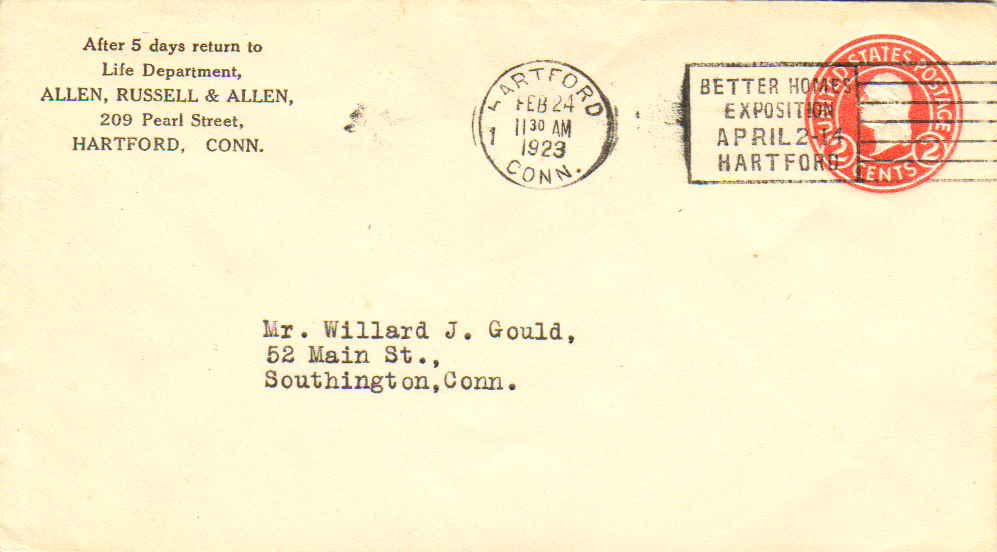 After 5 days return to
Life Department,
ALLEN, RUSSELL & ALLEN,
209 Pearl Street,
HARTFORD, CONN.
HARTFORD
FEB 24
11 30 AM
1923
1
CONN.
BETTER HOMES
EXPOSITION
APRIL 2-14
HARTFORD
UNITED STATES POSTAGE
2 CENTS 2
Mr. Willard J. Gould,
52 Main St.,
Southington,Conn.